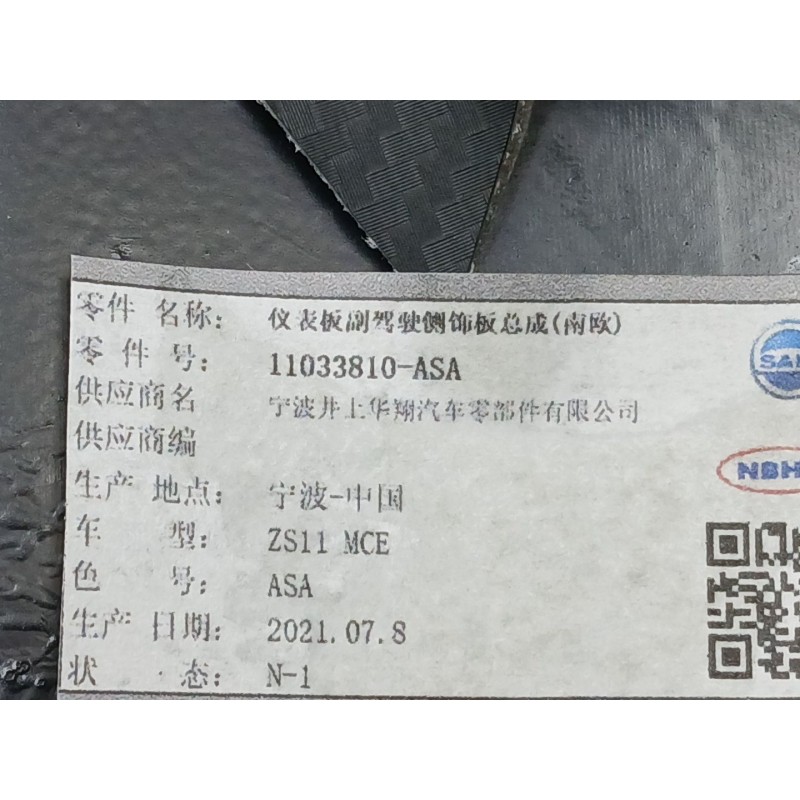 零件 名称: 仪表板副驾驶侧饰板总成(南欧)
零 件 号: 11033810-ASA
供应商名 宁波井上华翔汽车零部件有限公司
供应商编
生产 地点: 宁波-中国
车 型: ZS11 MCE
色 号: ASA
生产 日期: 2021.07.8
状 态: N-1
SA
NBH